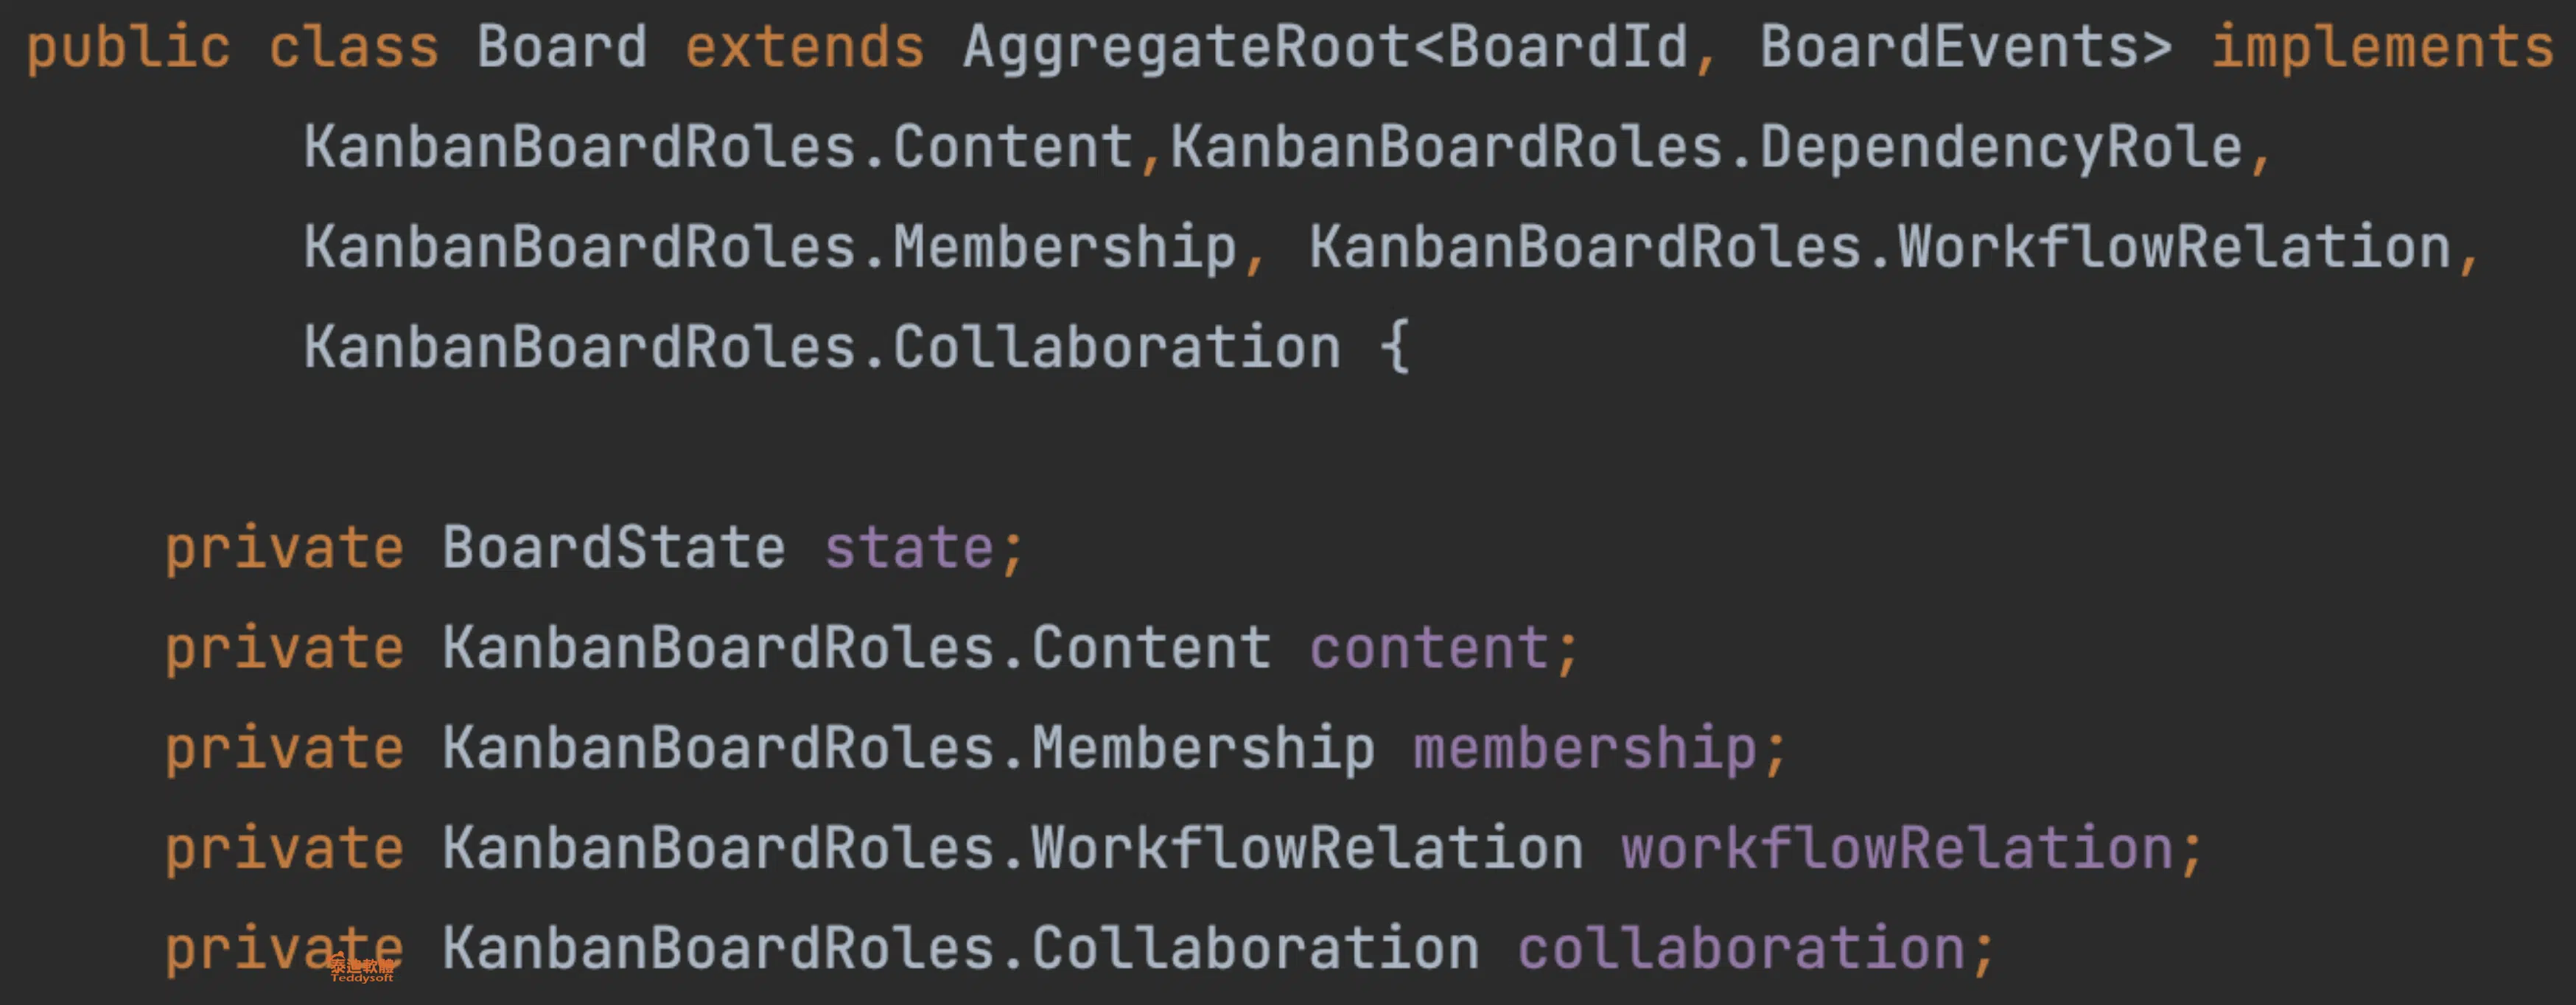 public class Board extends AggregateRoot<BoardId, BoardEvents> implements
KanbanBoardRoles.Content,KanbanBoardRoles.DependencyRole,
KanbanBoardRoles.Membership, KanbanBoardRoles.WorkflowRelation,
KanbanBoardRoles.Collaboration {
private BoardState state;
private KanbanBoardRoles.Content content;
private KanbanBoardRoles.Membership membership;
private KanbanBoardRoles.WorkflowRelation workflowRelation;
private KanbanBoardRoles.Collaboration collaboration;
泰迪軟體
Teddysoft